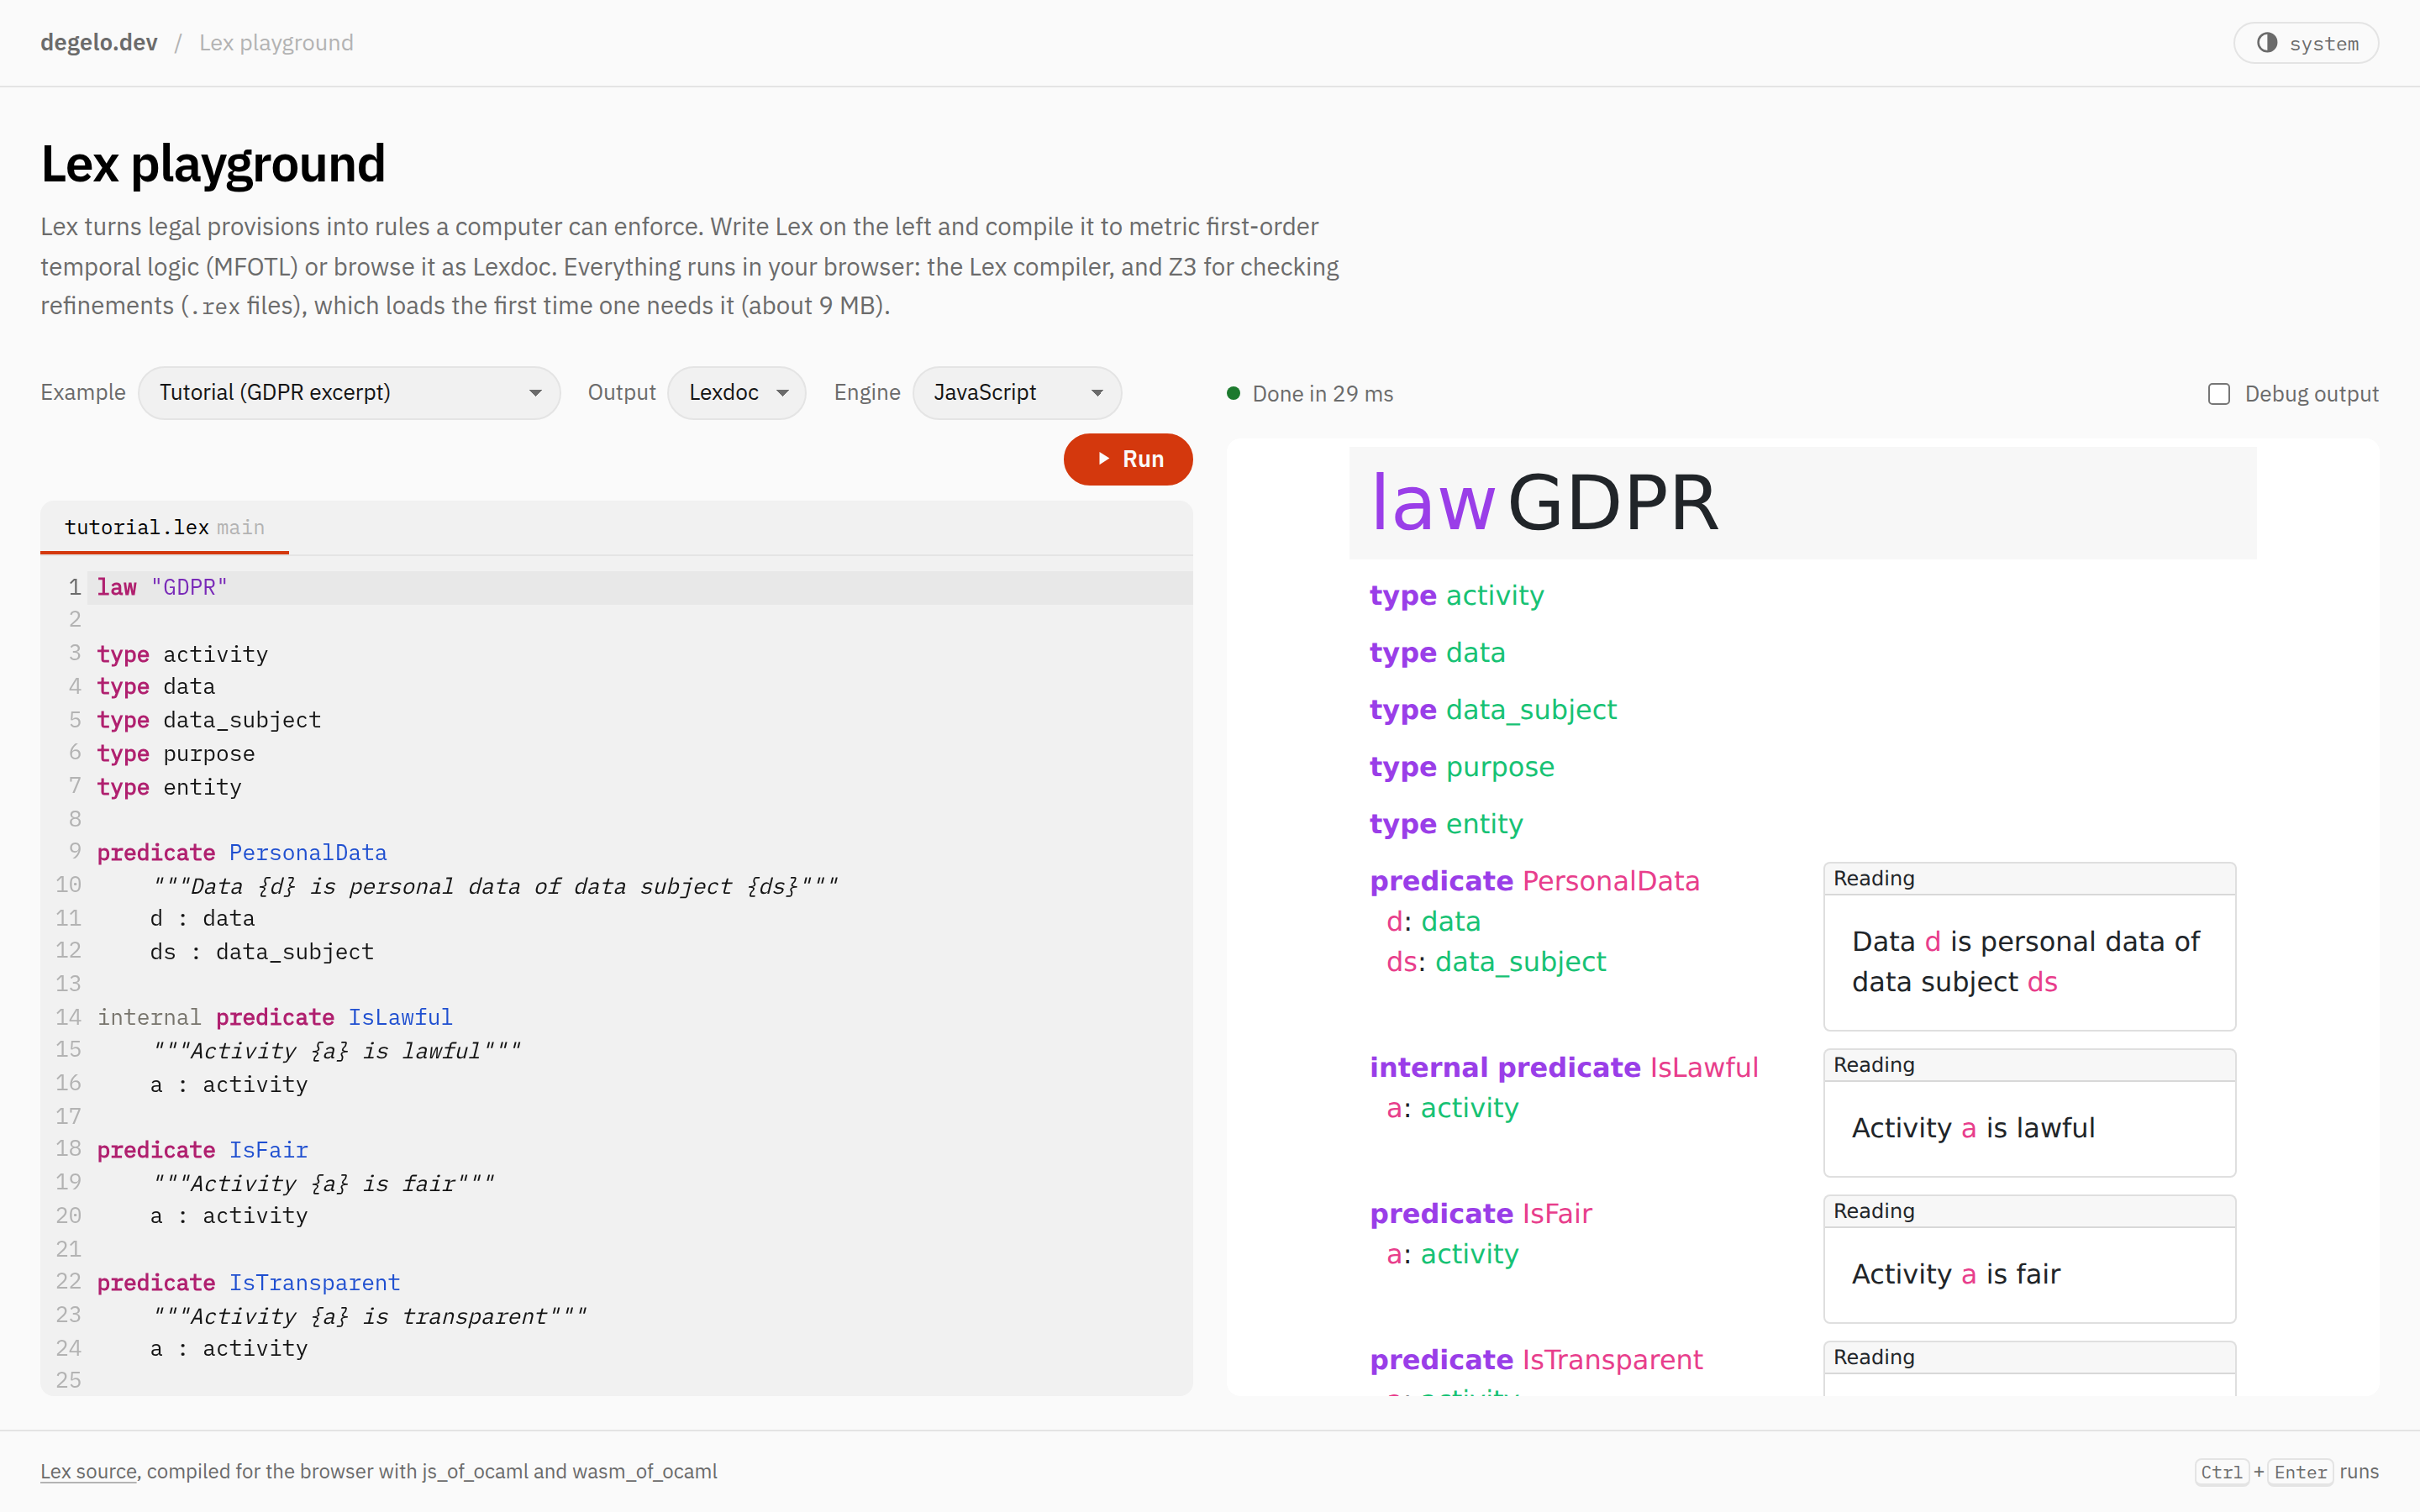 degelo.dev / Lex playground
system
Lex playground
Lex turns legal provisions into rules a computer can enforce. Write Lex on the left and compile it to metric first-order
temporal logic (MFOTL) or browse it as Lexdoc. Everything runs in your browser: the Lex compiler, and Z3 for checking
refinements (.rex files), which loads the first time one needs it (about 9 MB).
Example Tutorial (GDPR excerpt) Output Lexdoc Engine JavaScript
Run
tutorial.lex main
1 law "GDPR"
2
3 type activity
4 type data
5 type data_subject
6 type purpose
7 type entity
8
9 predicate PersonalData
10 """Data {d} is personal data of data subject {ds}"""
11 d : data
12 ds : data_subject
13
14 internal predicate IsLawful
15 """Activity {a} is lawful"""
16 a : activity
17
18 predicate IsFair
19 """Activity {a} is fair"""
20 a : activity
21
22 predicate IsTransparent
23 """Activity {a} is transparent"""
24 a : activity
25
Done in 29 ms
Debug output
law GDPR
type activity
type data
type data_subject
type purpose
type entity
predicate PersonalData
d: data
ds: data_subject
Reading
Data d is personal data of
data subject ds
internal predicate IsLawful
a: activity
Reading
Activity a is lawful
predicate IsFair
a: activity
Reading
Activity a is fair
predicate IsTransparent
Reading
Lex source, compiled for the browser with js_of_ocaml and wasm_of_ocaml
Ctrl + Enter runs